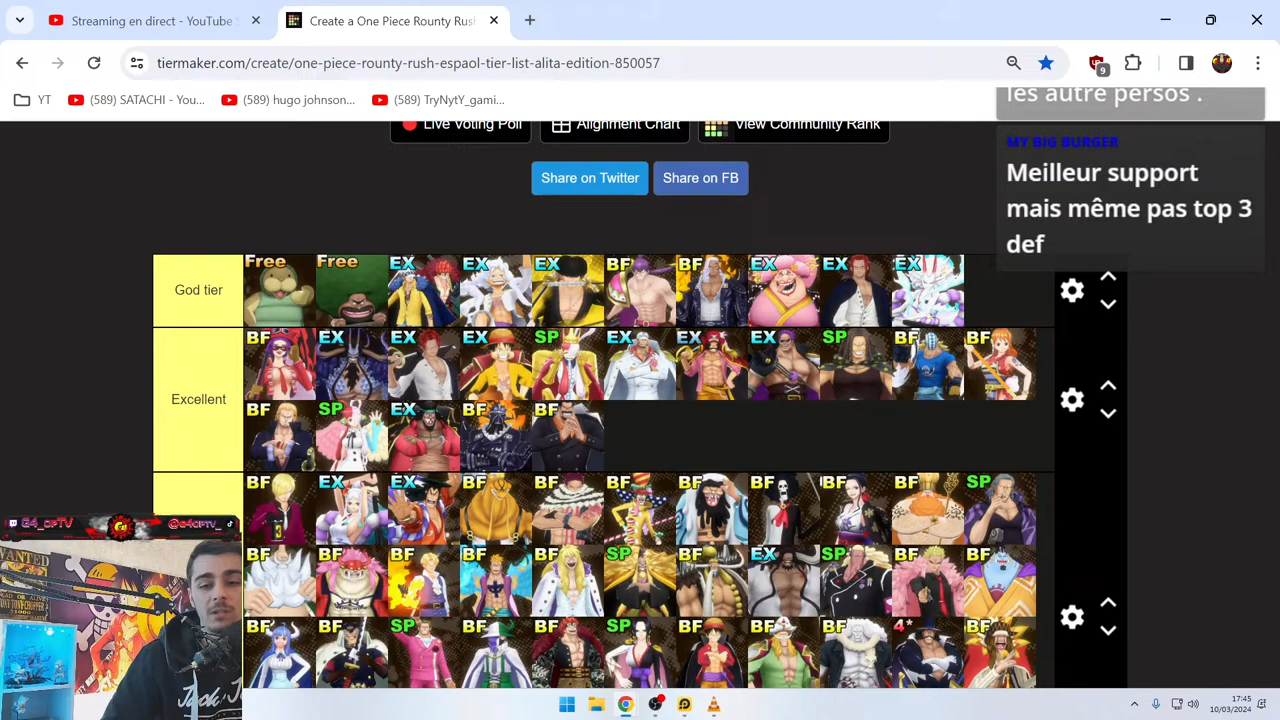 Streaming en direct - YouTube S
Create a One Piece Rounty Rus
tiermaker.com/create/one-piece-rounty-rush-espaol-tier-list-alita-edition-850057
9
YT
(589) SATACHI - You...
(589) hugo johnson...
(589) TryNytY_gami...
les autre persos .
Live Voting Poll
Alignment Chart
View Community Rank
MY BIG BURGER
Meilleur support
mais même pas top 3
def
Share on Twitter
Share on FB
God tier
Free Free EX EX EX BF BF EX EX EX
Excellent
BF EX EX EX SP EX EX EX SP BF BF
BF SP EX BF BF
BF EX EX BF BF BF BF BF BF BF SP
BF BF BF BF BF SP BF EX SP BF BF
BF BF SP BF BF SP BF BF BF 4* BF
G4_OPTV
@G4OPTV_
WANTED
17:45
10/03/2024